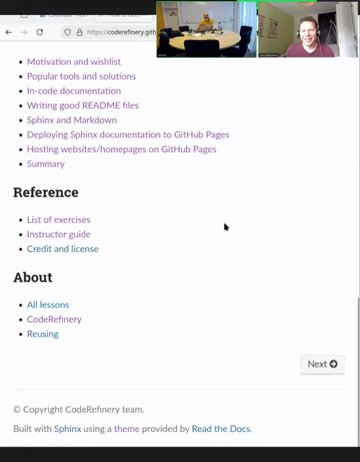 https://coderefinery.gith
Motivation and wishlist
Popular tools and solutions
In-code documentation
Writing good README files
Sphinx and Markdown
Deploying Sphinx documentation to GitHub Pages
Hosting websites/homepages on GitHub Pages
Summary
Reference
List of exercises
Instructor guide
Credit and license
About
All lessons
CodeRefinery
Reusing
Next
© Copyright CodeRefinery team.
Built with Sphinx using a theme provided by Read the Docs.